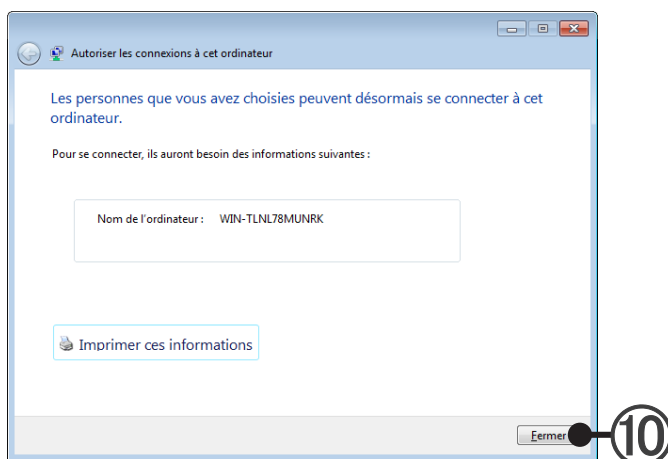 Autoriser les connexions à cet ordinateur
Les personnes que vous avez choisies peuvent désormais se connecter à cet
ordinateur.
Pour se connecter, ils auront besoin des informations suivantes :
Nom de l'ordinateur : WIN-TLNL78MUNRK
Imprimer ces informations
Fermer
10